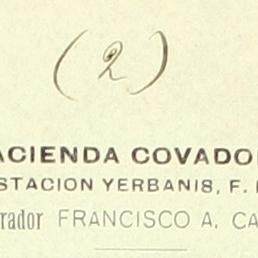 (2)
ACIENDA COVADO
STACION YERBANIS, F.
rador FRANCISCO A. CA